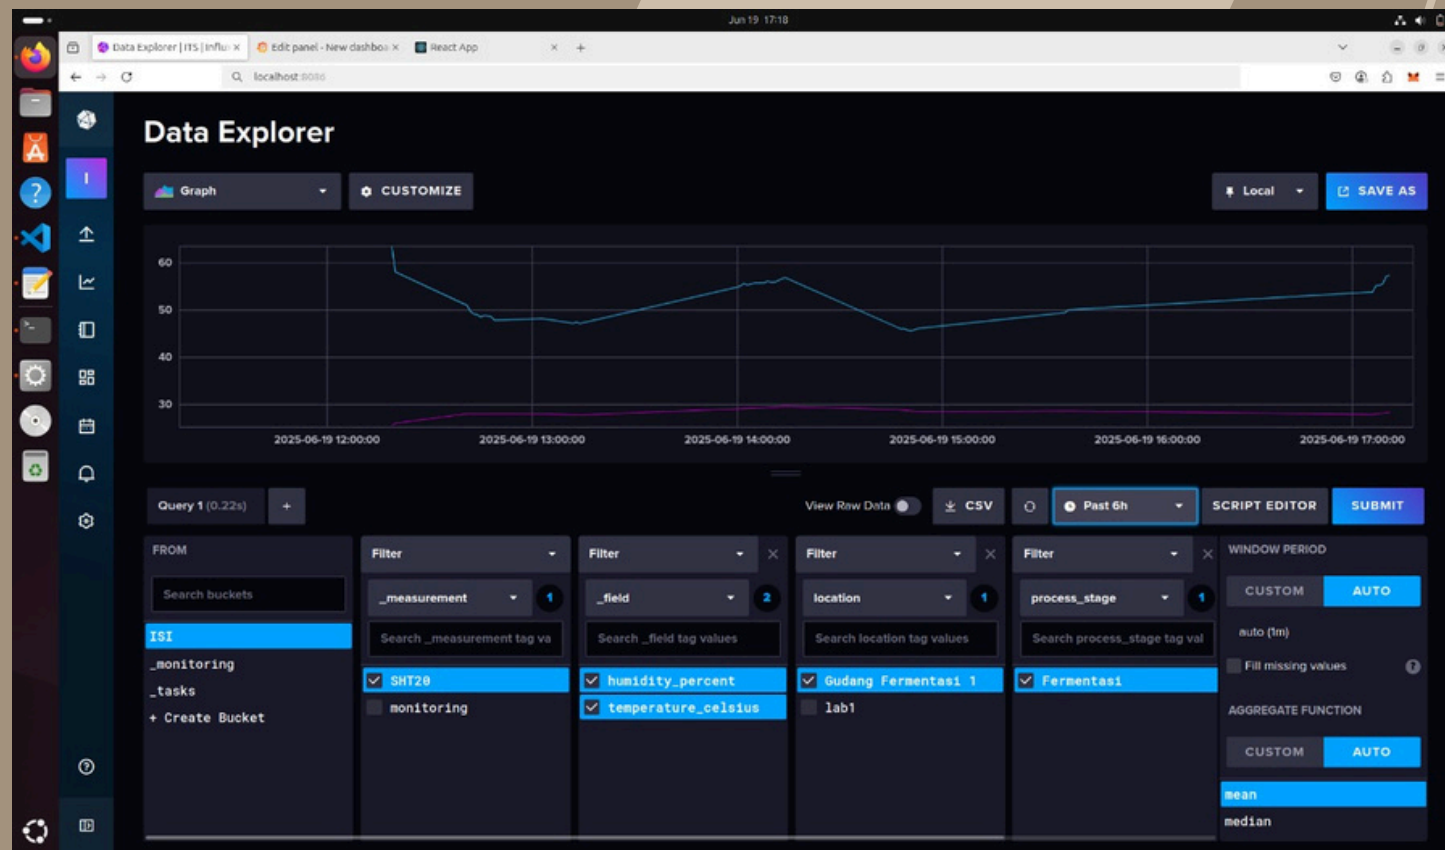 Jun 19 17:18
Data Explorer | ITS | Influ
Edit panel - New dashboa
React App
localhost:8086
Data Explorer
I
Graph
CUSTOMIZE
Local
SAVE AS
60
50
40
30
2025-06-19 12:00:00
2025-06-19 13:00:00
2025-06-19 14:00:00
2025-06-19 15:00:00
2025-06-19 16:00:00
2025-06-19 17:00:00
Query 1 (0.22s)
+
View Raw Data
CSV
Past 6h
SCRIPT EDITOR
SUBMIT
FROM
Search buckets
ISI
_monitoring
_tasks
+ Create Bucket
Filter
_measurement
1
Search _measurement tag va
SHT20
monitoring
Filter
_field
2
Search _field tag values
humidity_percent
temperature_celsius
Filter
location
1
Search location tag values
Gudang Fermentasi 1
lab1
Filter
process_stage
1
Search process_stage tag val
Fermentasi
WINDOW PERIOD
CUSTOM
AUTO
auto (1m)
Fill missing values
?
AGGREGATE FUNCTION
CUSTOM
AUTO
mean
median